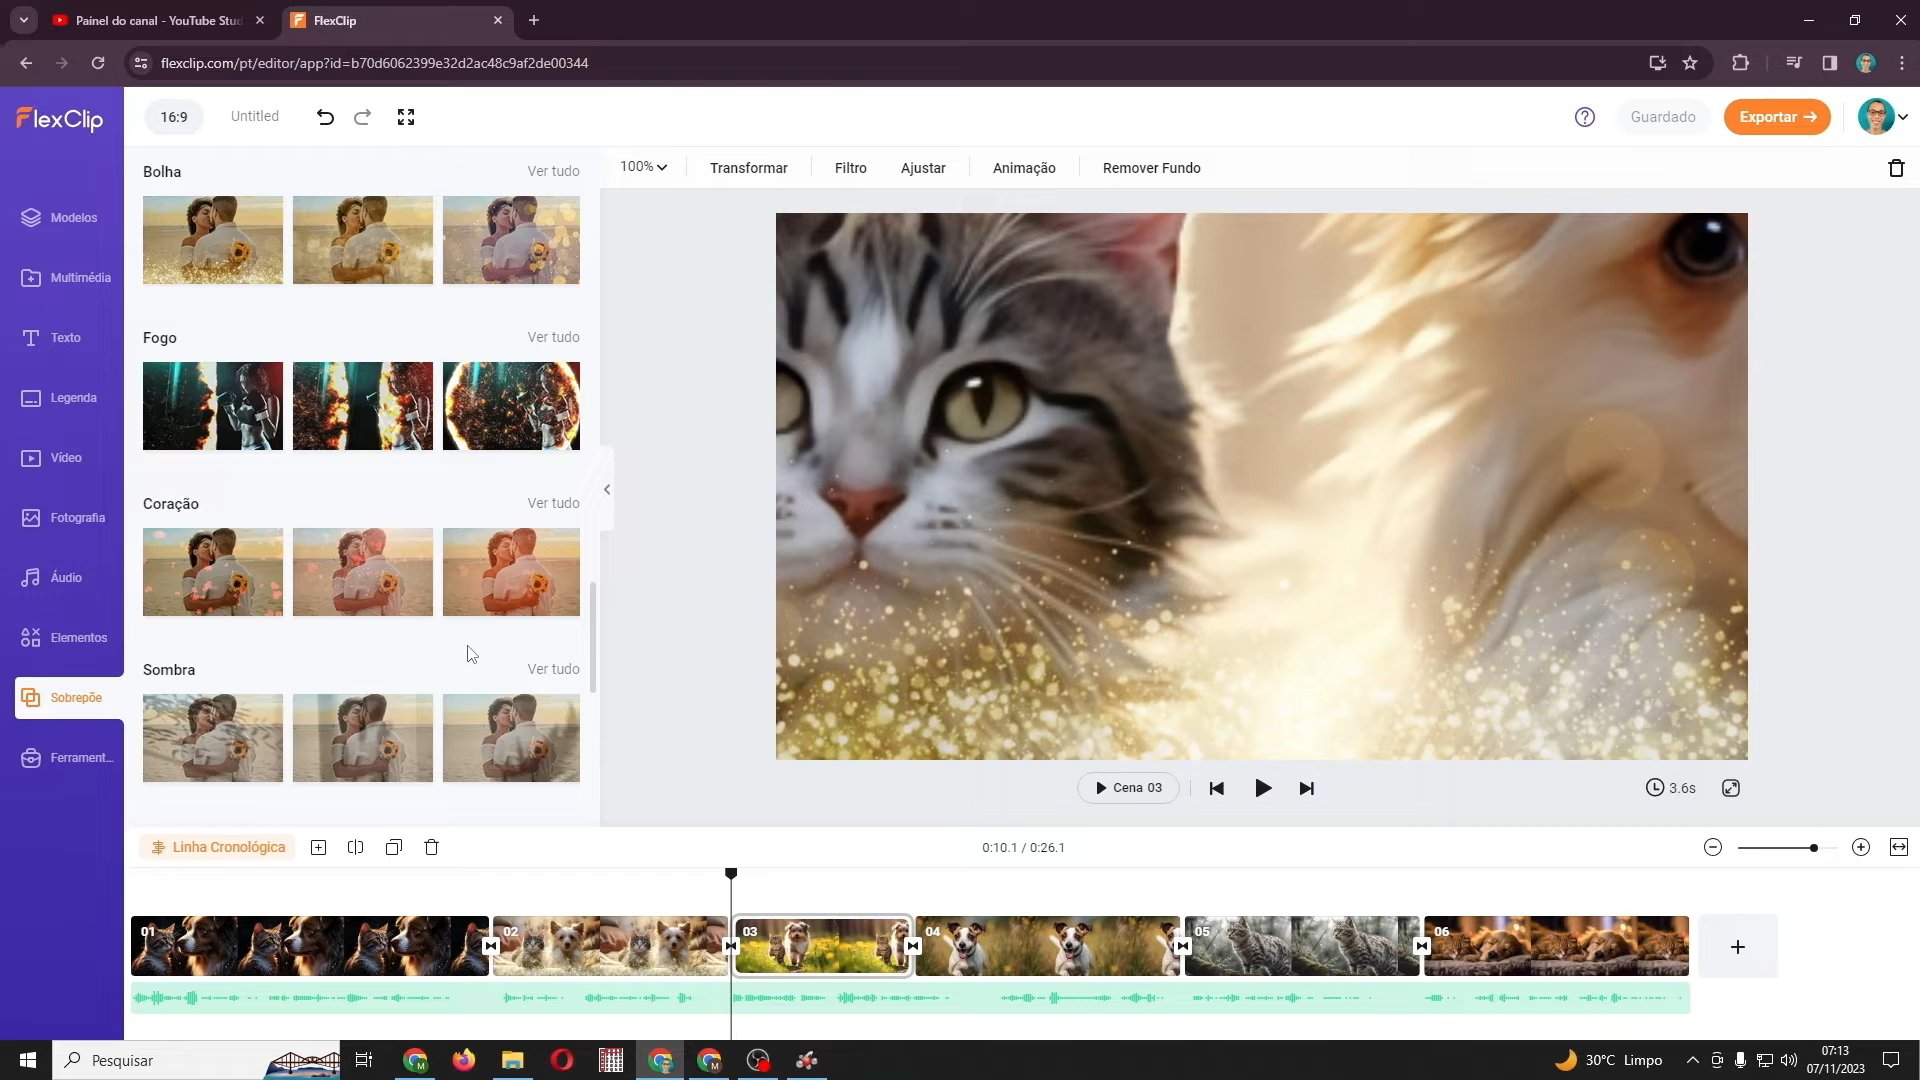 Painel do canal - YouTube Stud
FlexClip
flexclip.com/pt/editor/app?id=b70d6062399e32d2ac48c9af2de00344
FlexClip
16:9
Untitled
Guardado
Exportar
100%
Transformar
Filtro
Ajustar
Animação
Remover Fundo
Modelos
Multimédia
Texto
Legenda
Vídeo
Fotografia
Áudio
Elementos
Sobrepõe
Ferrament...
Bolha
Ver tudo
Fogo
Ver tudo
Coração
Ver tudo
Sombra
Ver tudo
Cena 03
3.6s
Linha Cronológica
0:10.1 / 0:26.1
01
02
03
04
05
06
Pesquisar
30°C Limpo
07:13
07/11/2023